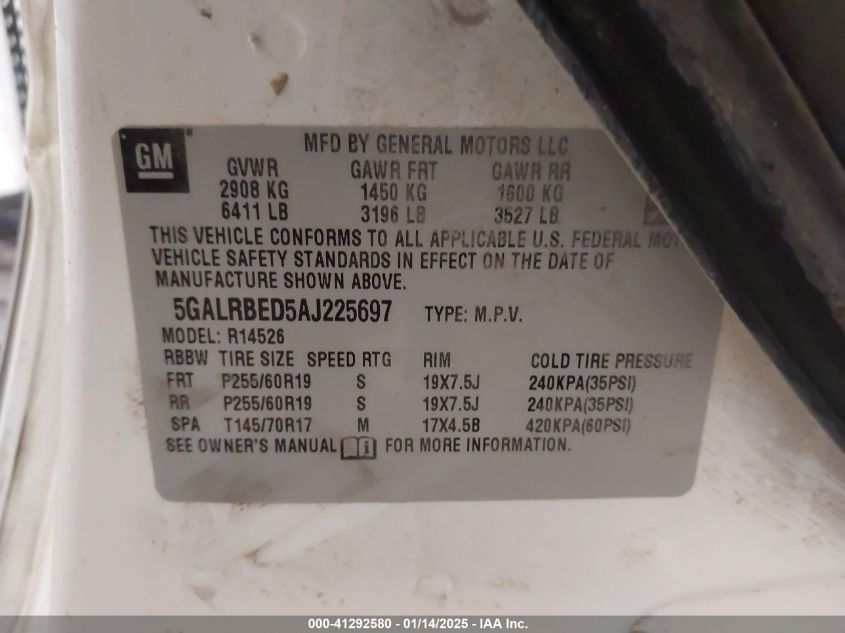 GM
MFD BY GENERAL MOTORS LLC
GVWR GAWR FRT GAWR RR
2908 KG 1450 KG 1600 KG
6411 LB 3196 LB 3527 LB
THIS VEHICLE CONFORMS TO ALL APPLICABLE U.S. FEDERAL
VEHICLE SAFETY STANDARDS IN EFFECT ON THE DATE OF
MANUFACTURE SHOWN ABOVE.
5GALRBED5AJ225697 TYPE: M.P.V.
MODEL: R14526
RBBW TIRE SIZE SPEED RTG RIM COLD TIRE PRESSURE
FRT P255/60R19 S 19X7.5J 240KPA(35PSI)
RR P255/60R19 S 19X7.5J 240KPA(35PSI)
SPA T145/70R17 M 17X4.5B 420KPA(60PSI)
SEE OWNER'S MANUAL FOR MORE INFORMATION.
000-41292580 - 01/14/2025 - IAA Inc.